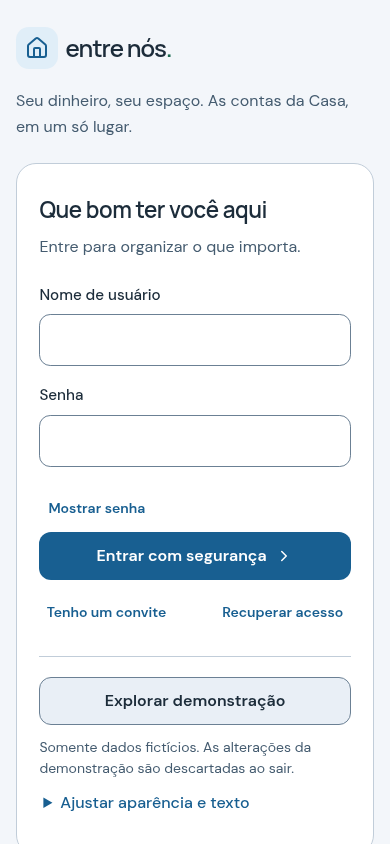 entre nós.
Seu dinheiro, seu espaço. As contas da Casa,
em um só lugar.
Que bom ter você aqui
Entre para organizar o que importa.
Nome de usuário
Senha
Mostrar senha
Entrar com segurança
Tenho um convite
Recuperar acesso
Explorar demonstração
Somente dados fictícios. As alterações da
demonstração são descartadas ao sair.
Ajustar aparência e texto